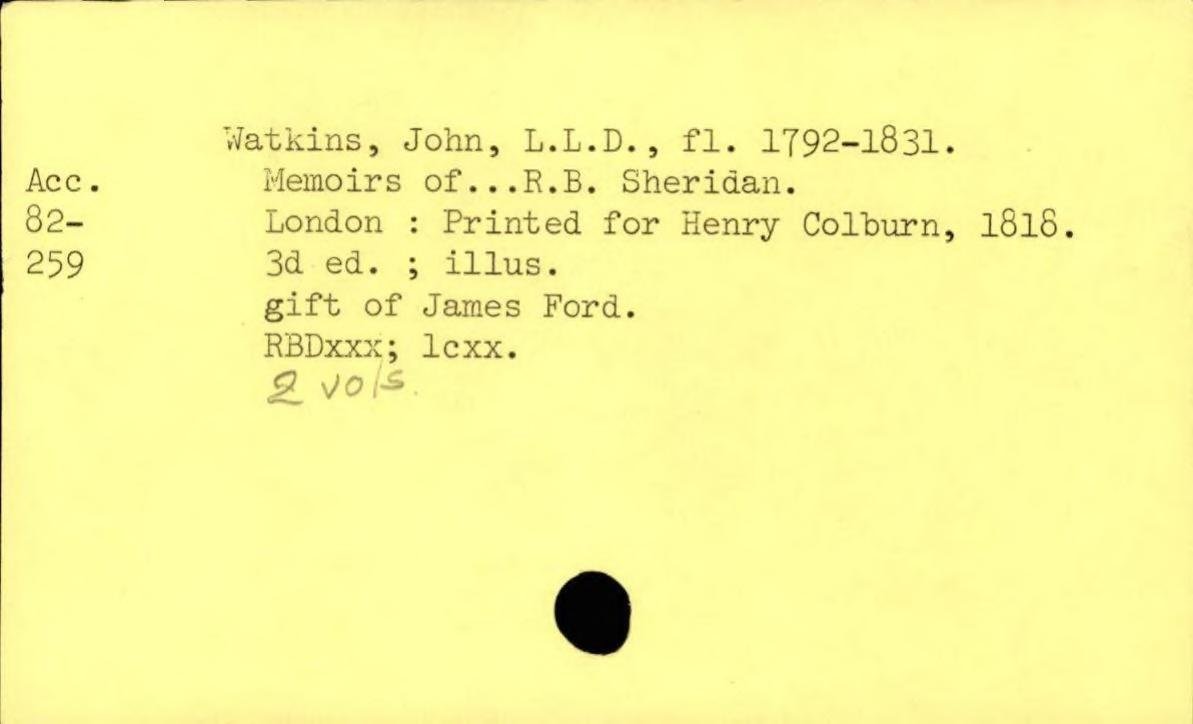 Watkins, John, L.L.D., fl. 1792-1831.
Acc. Memoirs of...R.B. Sheridan.
82- London : Printed for Henry Colburn, 1818.
259 3d ed. ; illus.
gift of James Ford.
RBDxxx; lcxx.
2 vols.